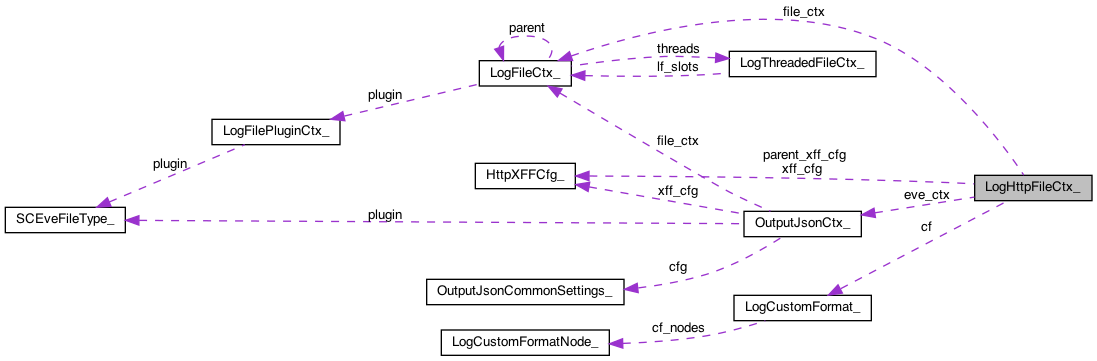 file_ctx
parent
threads
LogFileCtx_
LogThreadedFileCtx_
lf_slots
plugin
LogFilePluginCtx_
file_ctx
plugin
parent_xff_cfg
xff_cfg
HttpXFFCfg_
LogHttpFileCtx_
xff_cfg
eve_ctx
SCEveFileType_
plugin
OutputJsonCtx_
cf
cfg
OutputJsonCommonSettings_
LogCustomFormat_
cf_nodes
LogCustomFormatNode_